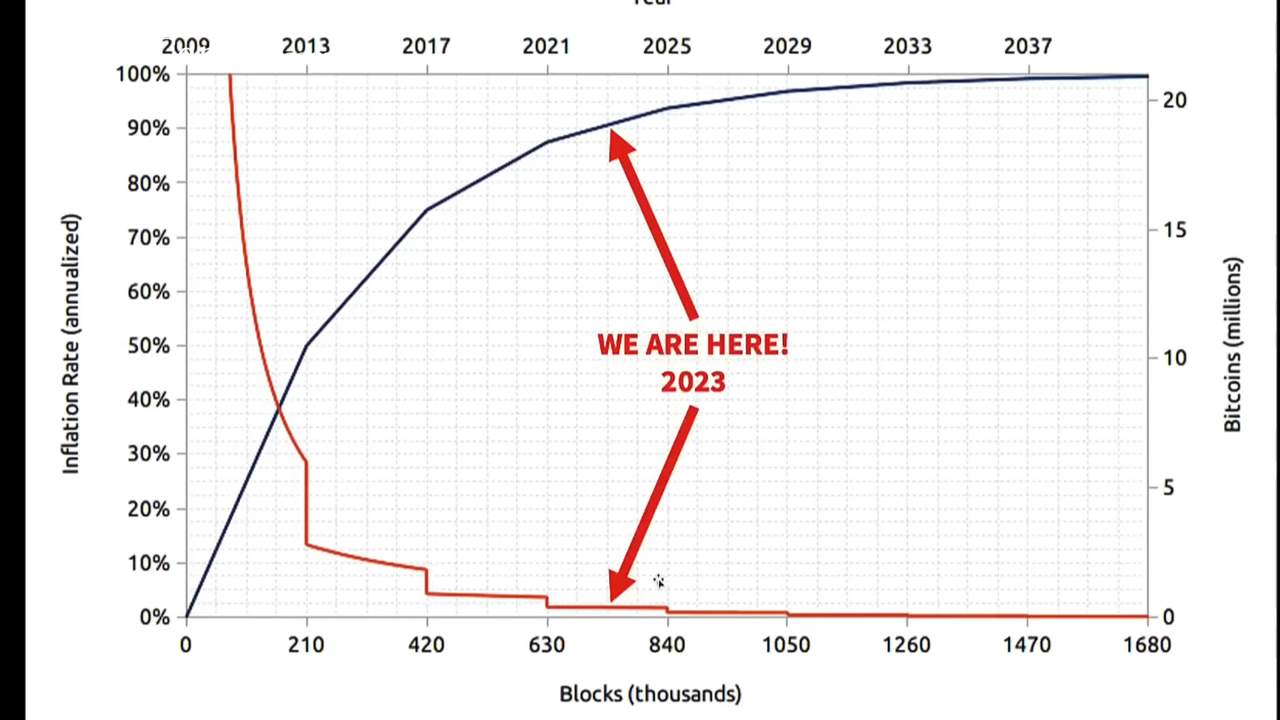 Year
2009 2013 2017 2021 2025 2029 2033 2037
100%
90%
80%
70%
60%
50%
40%
30%
20%
10%
0%
Inflation Rate (annualized)
WE ARE HERE!
2023
20
15
10
5
0
Bitcoins (millions)
0 210 420 630 840 1050 1260 1470 1680
Blocks (thousands)